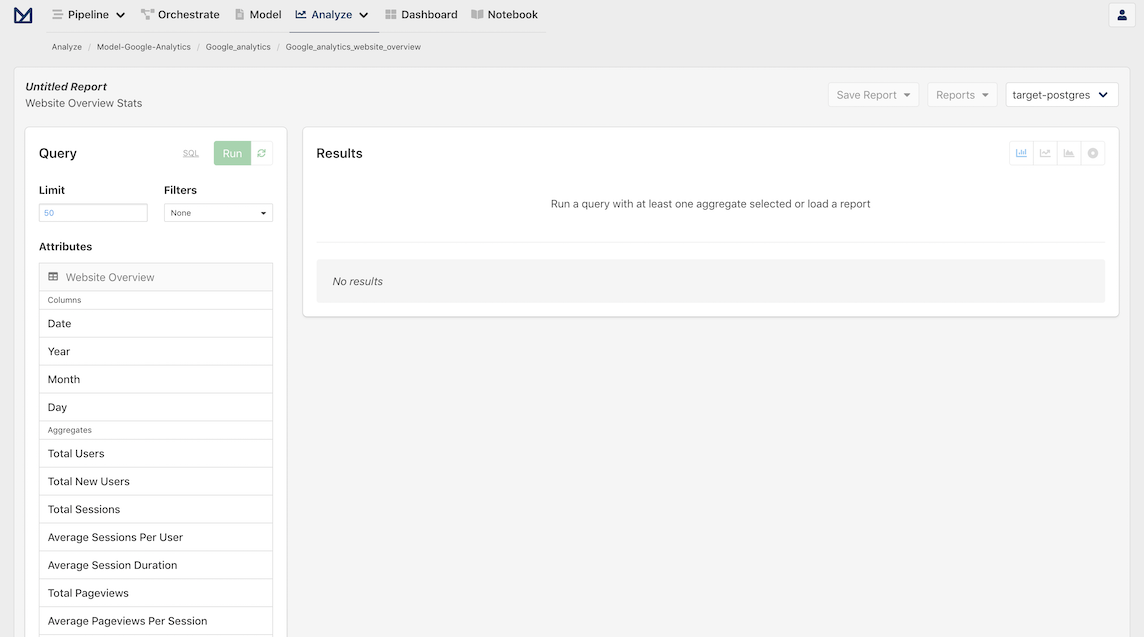 Pipeline Orchestrate Model Analyze Dashboard Notebook
Analyze / Model-Google-Analytics / Google_analytics / Google_analytics_website_overview
Untitled Report
Website Overview Stats
Save Report Reports target-postgres
Query SQL Run
Limit Filters
50 None
Attributes
Website Overview
Columns
Date
Year
Month
Day
Aggregates
Total Users
Total New Users
Total Sessions
Average Sessions Per User
Average Session Duration
Total Pageviews
Average Pageviews Per Session
Results
Run a query with at least one aggregate selected or load a report
No results